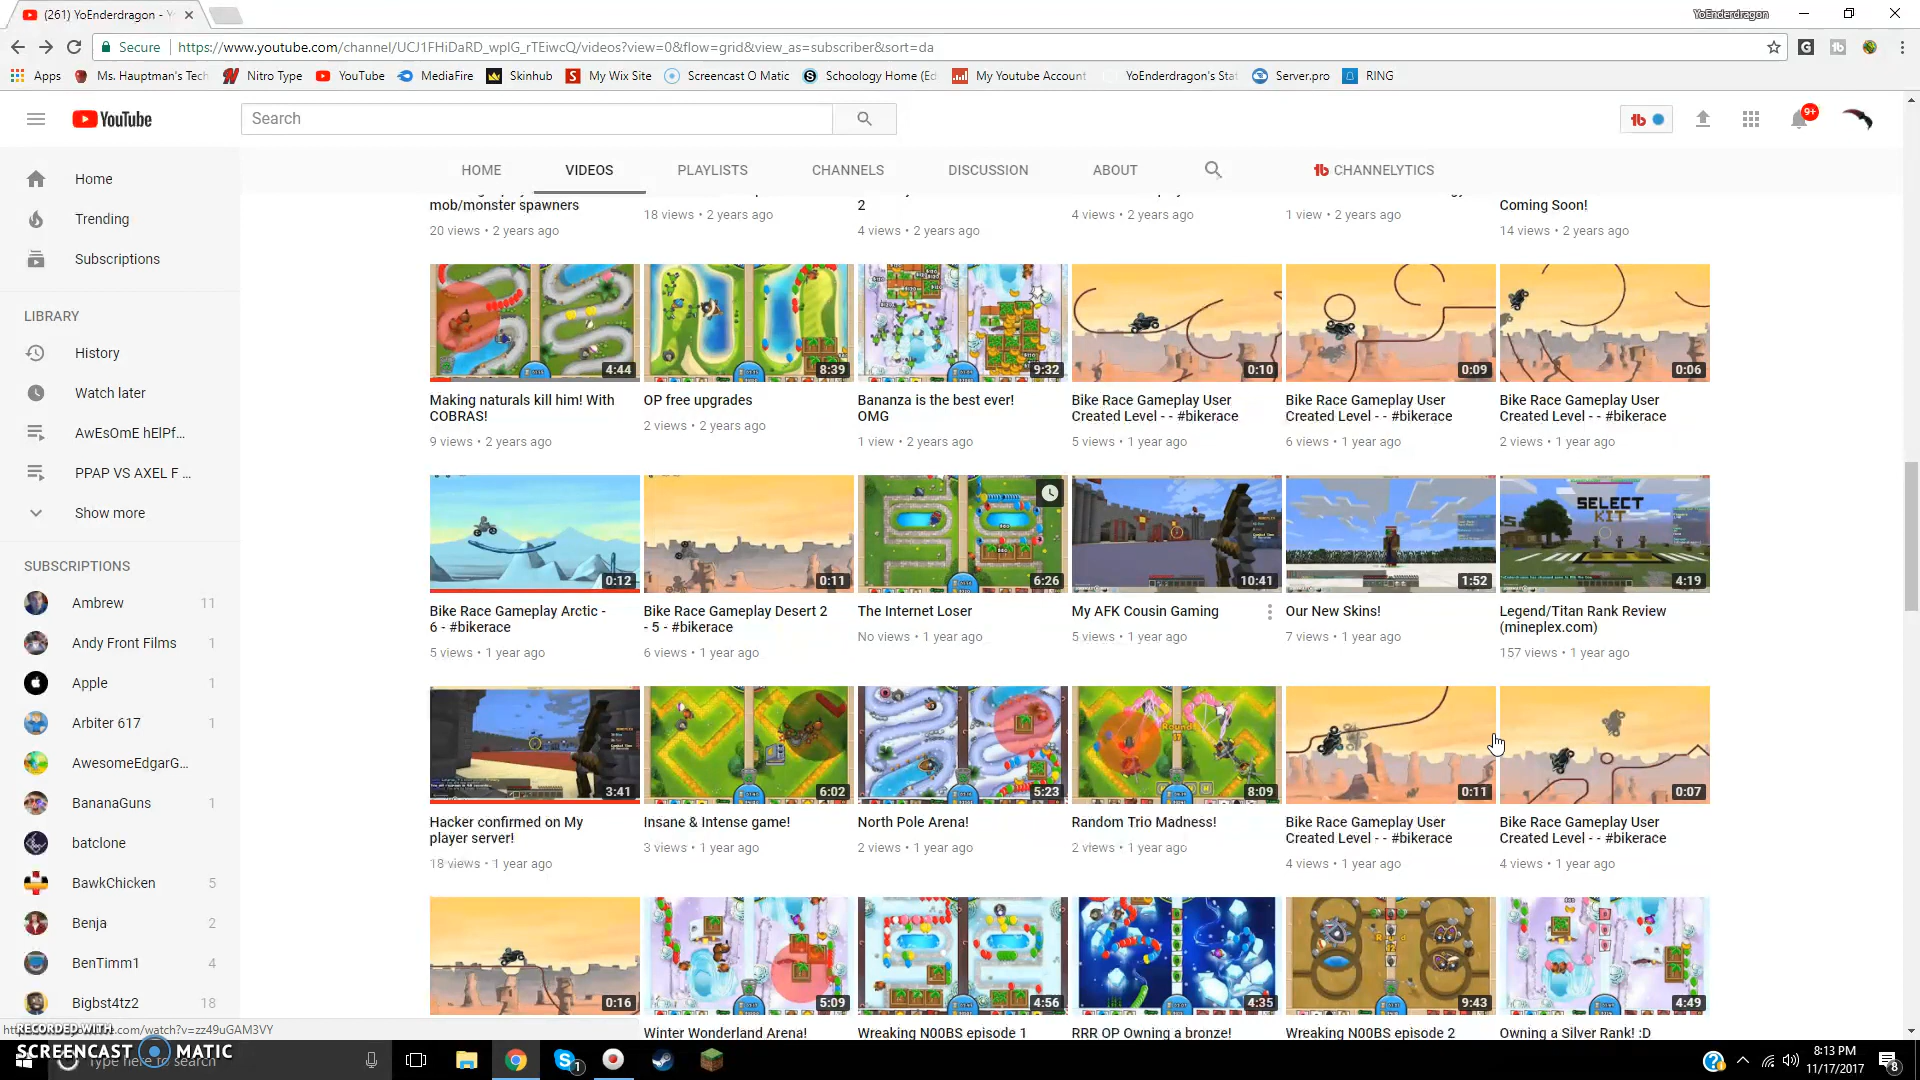 (261) YoEnderdragon - Y
YoEnderdragon
Secure
https://www.youtube.com/channel/UCJ1FHiDaRD_wpIG_rTEiwcQ/videos?view=0&flow=grid&view_as=subscriber&sort=da
Apps
Ms. Hauptman's Tech
Nitro Type
YouTube
MediaFire
Skinhub
My Wix Site
Screencast O Matic
Schoology Home (Ed
My Youtube Account
YoEnderdragon's Stat
Server.pro
RING
YouTube
Search
9+
HOME
VIDEOS
PLAYLISTS
CHANNELS
DISCUSSION
ABOUT
CHANNELYTICS
Home
Trending
Subscriptions
LIBRARY
History
Watch later
AwEsOmE hElPf...
PPAP VS AXEL F ...
Show more
SUBSCRIPTIONS
Ambrew 11
Andy Front Films 1
Apple 1
Arbiter 617 1
AwesomeEdgarG...
BananaGuns 1
batclone
BawkChicken 5
Benja 2
BenTimm1 4
Bigbst4tz2 18
mob/monster spawners
20 views • 2 years ago
18 views • 2 years ago
2
4 views • 2 years ago
4 views • 2 years ago
1 view • 2 years ago
Coming Soon!
14 views • 2 years ago
4:44
8:39
9:32
0:10
0:09
0:06
Making naturals kill him! With
COBRAS!
9 views • 2 years ago
OP free upgrades
2 views • 2 years ago
Bananza is the best ever!
OMG
1 view • 2 years ago
Bike Race Gameplay User
Created Level - - #bikerace
5 views • 1 year ago
Bike Race Gameplay User
Created Level - - #bikerace
6 views • 1 year ago
Bike Race Gameplay User
Created Level - - #bikerace
2 views • 1 year ago
0:12
0:11
6:26
10:41
1:52
SELECT
KIT
4:19
Bike Race Gameplay Arctic -
6 - #bikerace
5 views • 1 year ago
Bike Race Gameplay Desert 2
- 5 - #bikerace
6 views • 1 year ago
The Internet Loser
No views • 1 year ago
My AFK Cousin Gaming
5 views • 1 year ago
Our New Skins!
7 views • 1 year ago
Legend/Titan Rank Review
(mineplex.com)
157 views • 1 year ago
3:41
6:02
5:23
8:09
0:11
0:07
Hacker confirmed on My
player server!
18 views • 1 year ago
Insane & Intense game!
3 views • 1 year ago
North Pole Arena!
2 views • 1 year ago
Random Trio Madness!
2 views • 1 year ago
Bike Race Gameplay User
Created Level - - #bikerace
4 views • 1 year ago
Bike Race Gameplay User
Created Level - - #bikerace
4 views • 1 year ago
0:16
5:09
4:56
4:35
9:43
4:49
Winter Wonderland Arena!
Wreaking N00BS episode 1
RRR OP Owning a bronze!
Wreaking N00BS episode 2
Owning a Silver Rank! :D
e.com/watch?v=zz49uGAM3VY
RECORDED WITH
SCREENCAST MATIC
Type here to search
8:13 PM
11/17/2017